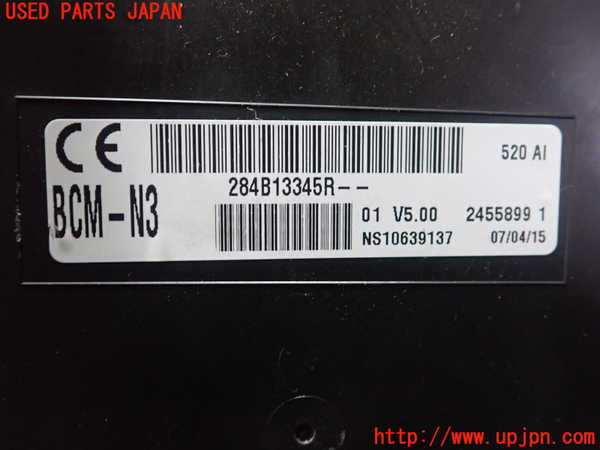 USED PARTS JAPAN
CE
520 AI
284B13345R--
BCM-N3
01 V5.00 2455899 1
NS10639137 07/04/15
http://www.upjpn.com/